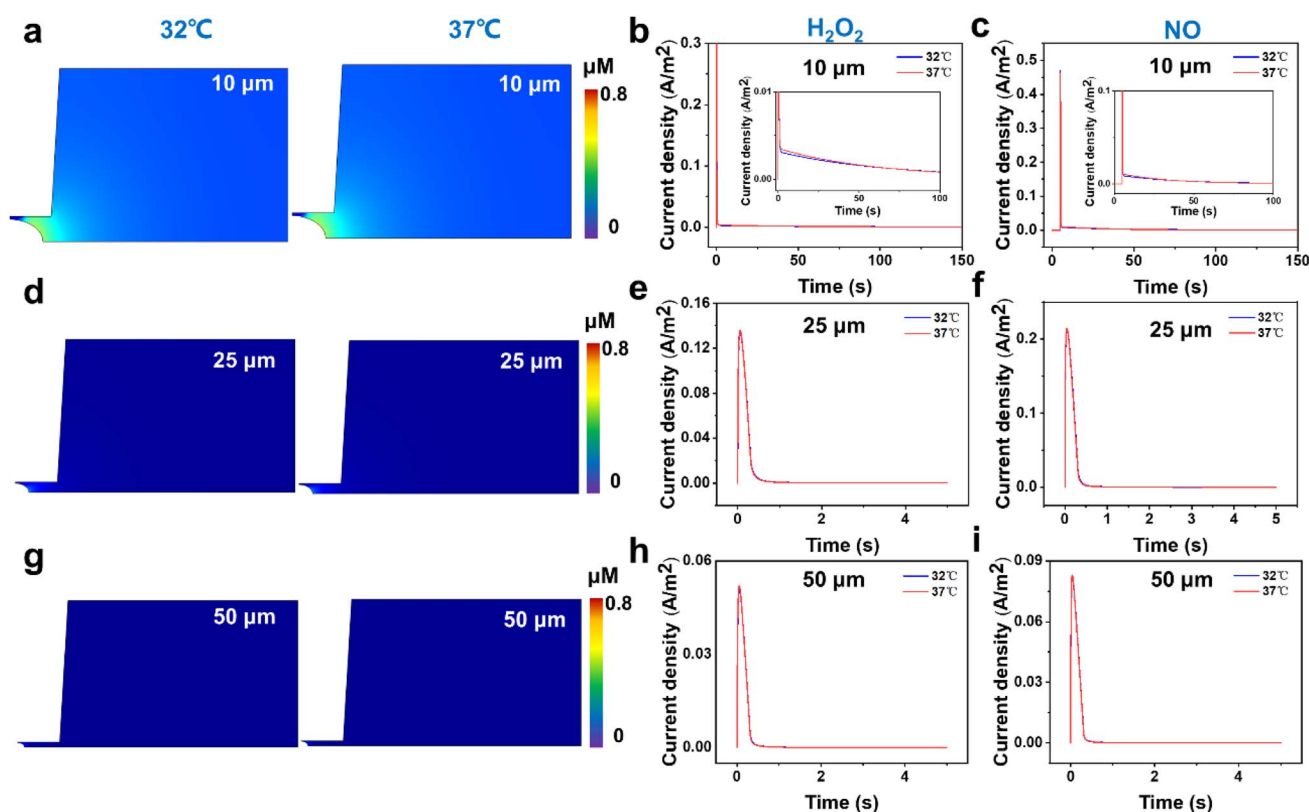 a
32℃
37℃
10 μm
10 μm
μM
0.8
0
b
H₂O₂
Current density (A/m²)
0.3
0.2
0.1
0.0
10 μm
32℃
37℃
Current density (A/m²)
0.01
0.00
0
50
100
Time (s)
0
50
100
150
Time (s)
c
NO
Current density (A/m²)
0.5
0.4
0.3
0.2
0.1
0.0
10 μm
32℃
37℃
Current density (A/m²)
0.1
0.0
0
50
100
Time (s)
0
50
100
150
Time (s)
d
25 μm
25 μm
μM
0.8
0
e
Current density (A/m²)
0.16
0.12
0.08
0.04
0.00
25 μm
32℃
37℃
0
2
4
Time (s)
f
Current density (A/m²)
0.2
0.1
0.0
25 μm
32℃
37℃
0
1
2
3
4
5
Time (s)
g
50 μm
50 μm
μM
0.8
0
h
Current density (A/m²)
0.06
0.03
0.00
50 μm
32℃
37℃
0
2
4
Time (s)
i
Current density (A/m²)
0.09
0.06
0.03
0.00
50 μm
32℃
37℃
0
2
4
Time (s)